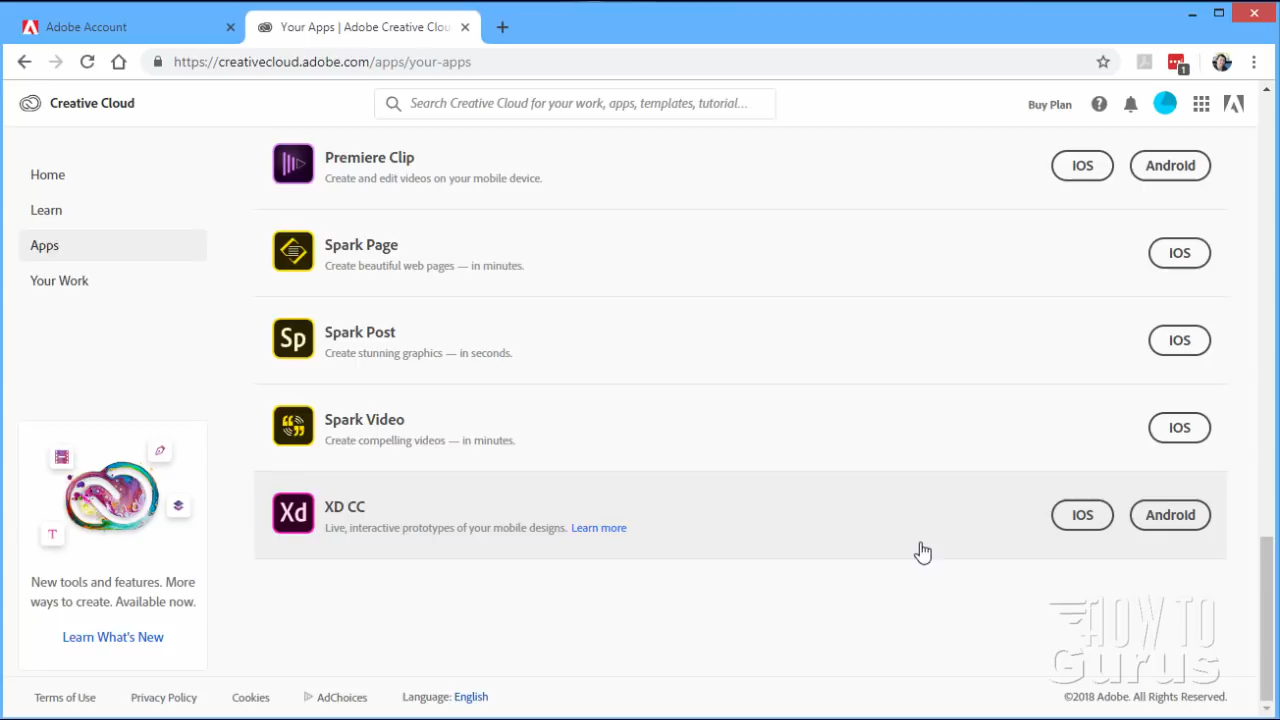 Adobe Account
Your Apps | Adobe Creative Clou
https://creativecloud.adobe.com/apps/your-apps
1
Creative Cloud
Search Creative Cloud for your work, apps, templates, tutorial...
Buy Plan
Home
Learn
Apps
Your Work
Premiere Clip
Create and edit videos on your mobile device.
IOS
Android
Spark Page
Create beautiful web pages — in minutes.
IOS
Sp
Spark Post
Create stunning graphics — in seconds.
IOS
Spark Video
Create compelling videos — in minutes.
IOS
Xd
XD CC
Live, interactive prototypes of your mobile designs. Learn more
IOS
Android
T
New tools and features. More
ways to create. Available now.
Learn What's New
HOW TO
Gurus
Terms of Use
Privacy Policy
Cookies
AdChoices
Language: English
©2018 Adobe. All Rights Reserved.